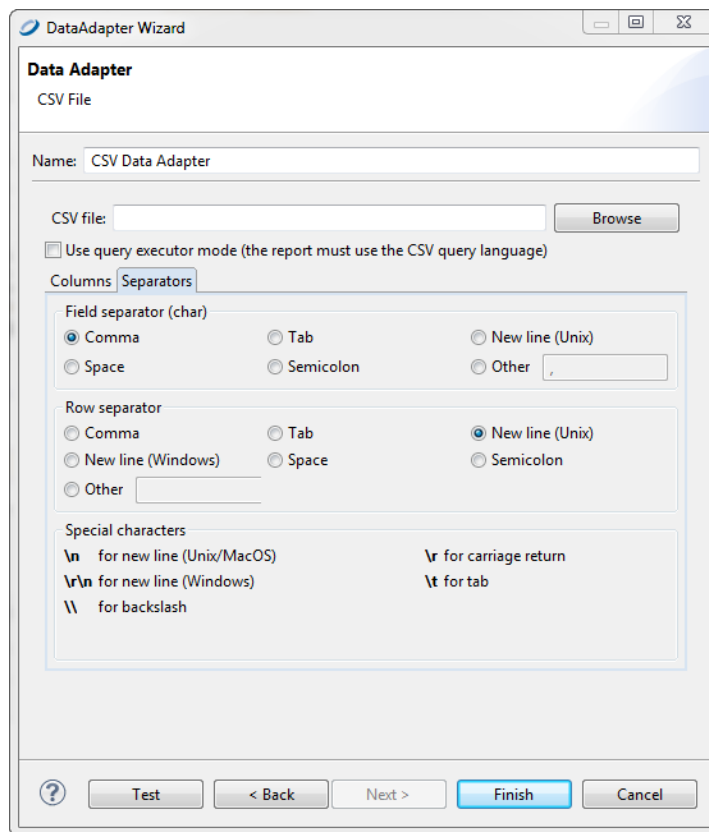 DataAdapter Wizard
Data Adapter
CSV File
Name: CSV Data Adapter
CSV file: Browse
Use query executor mode (the report must use the CSV query language)
Columns Separators
Field separator (char)
Comma Tab New line (Unix)
Space Semicolon Other ,
Row separator
Comma Tab New line (Unix)
New line (Windows) Space Semicolon
Other
Special characters
\n for new line (Unix/MacOS) \r for carriage return
\r\n for new line (Windows) \t for tab
\\ for backslash
? Test < Back Next > Finish Cancel